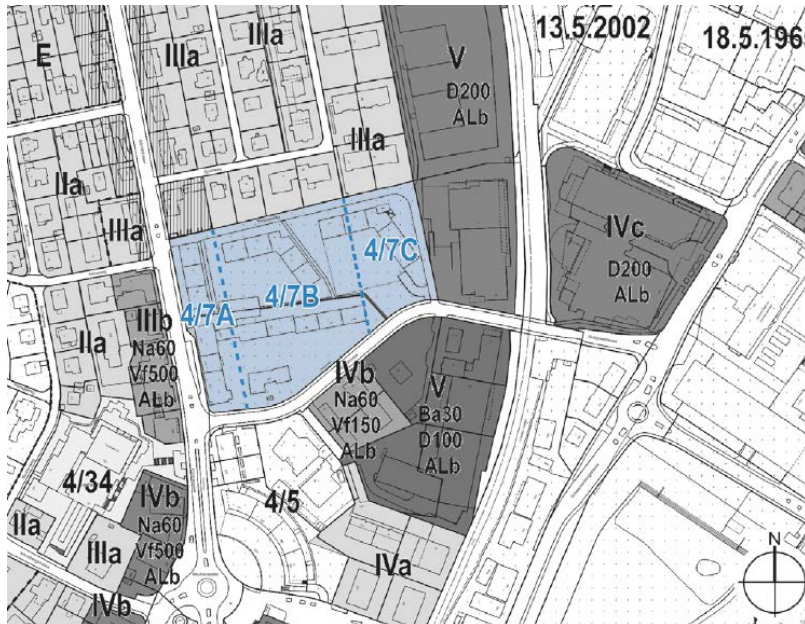 13.5.2002
18.5.196
E
IIIa
IIIa
V
D200
ALb
IIIa
IIa
IIIa
IVc
D200
ALb
4/7C
4/7B
4/7A
IIIb
Na60
Vf500
ALb
IIa
IVb
Na60
Vf150
ALb
V
Ba30
D100
ALb
4/34
4/5
IVb
Na60
Vf500
ALb
IIa
IIIa
IVa
IVb
N